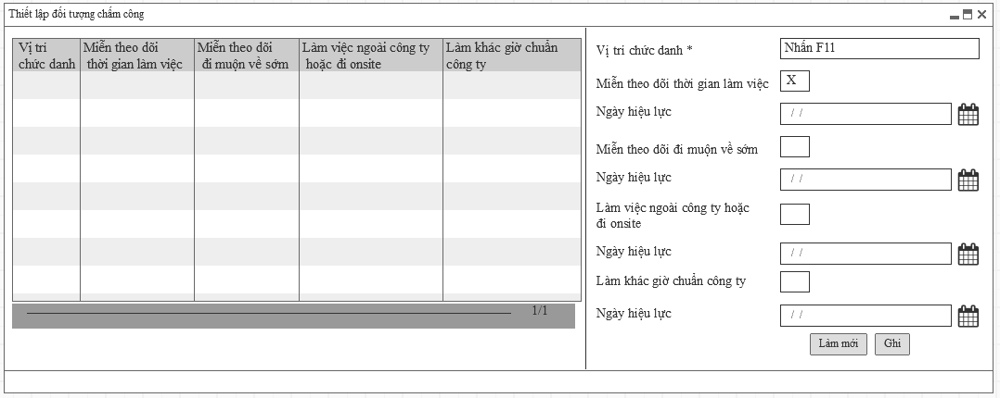 Thiết lập đối tượng chấm công
Vị trí Miễn theo dõi Miễn theo dõi Làm việc ngoài công ty Làm khác giờ chuẩn
chức danh thời gian làm việc đi muộn về sớm hoặc đi onsite công ty
1/1
Vị trí chức danh * Nhấn F11
Miễn theo dõi thời gian làm việc X
Ngày hiệu lực / /
Miễn theo dõi đi muộn về sớm
Ngày hiệu lực / /
Làm việc ngoài công ty hoặc
đi onsite
Ngày hiệu lực / /
Làm khác giờ chuẩn công ty
Ngày hiệu lực / /
Làm mới Ghi